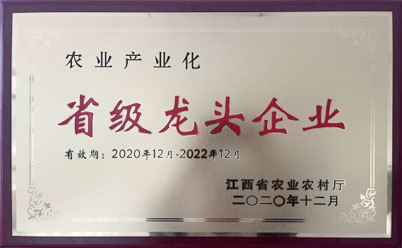 农业产业化
省级龙头企业
有效期：2020年12月-2022年12月
江西省农业农村厅
二〇二〇年十二月